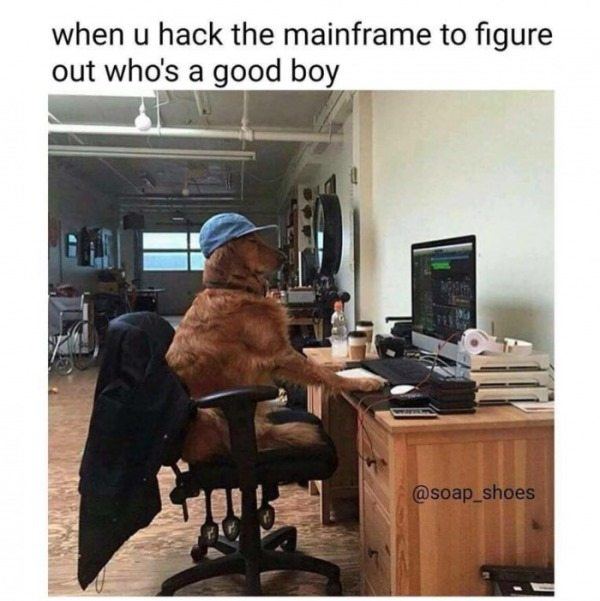 when u hack the mainframe to figure
out who's a good boy
@soap_shoes